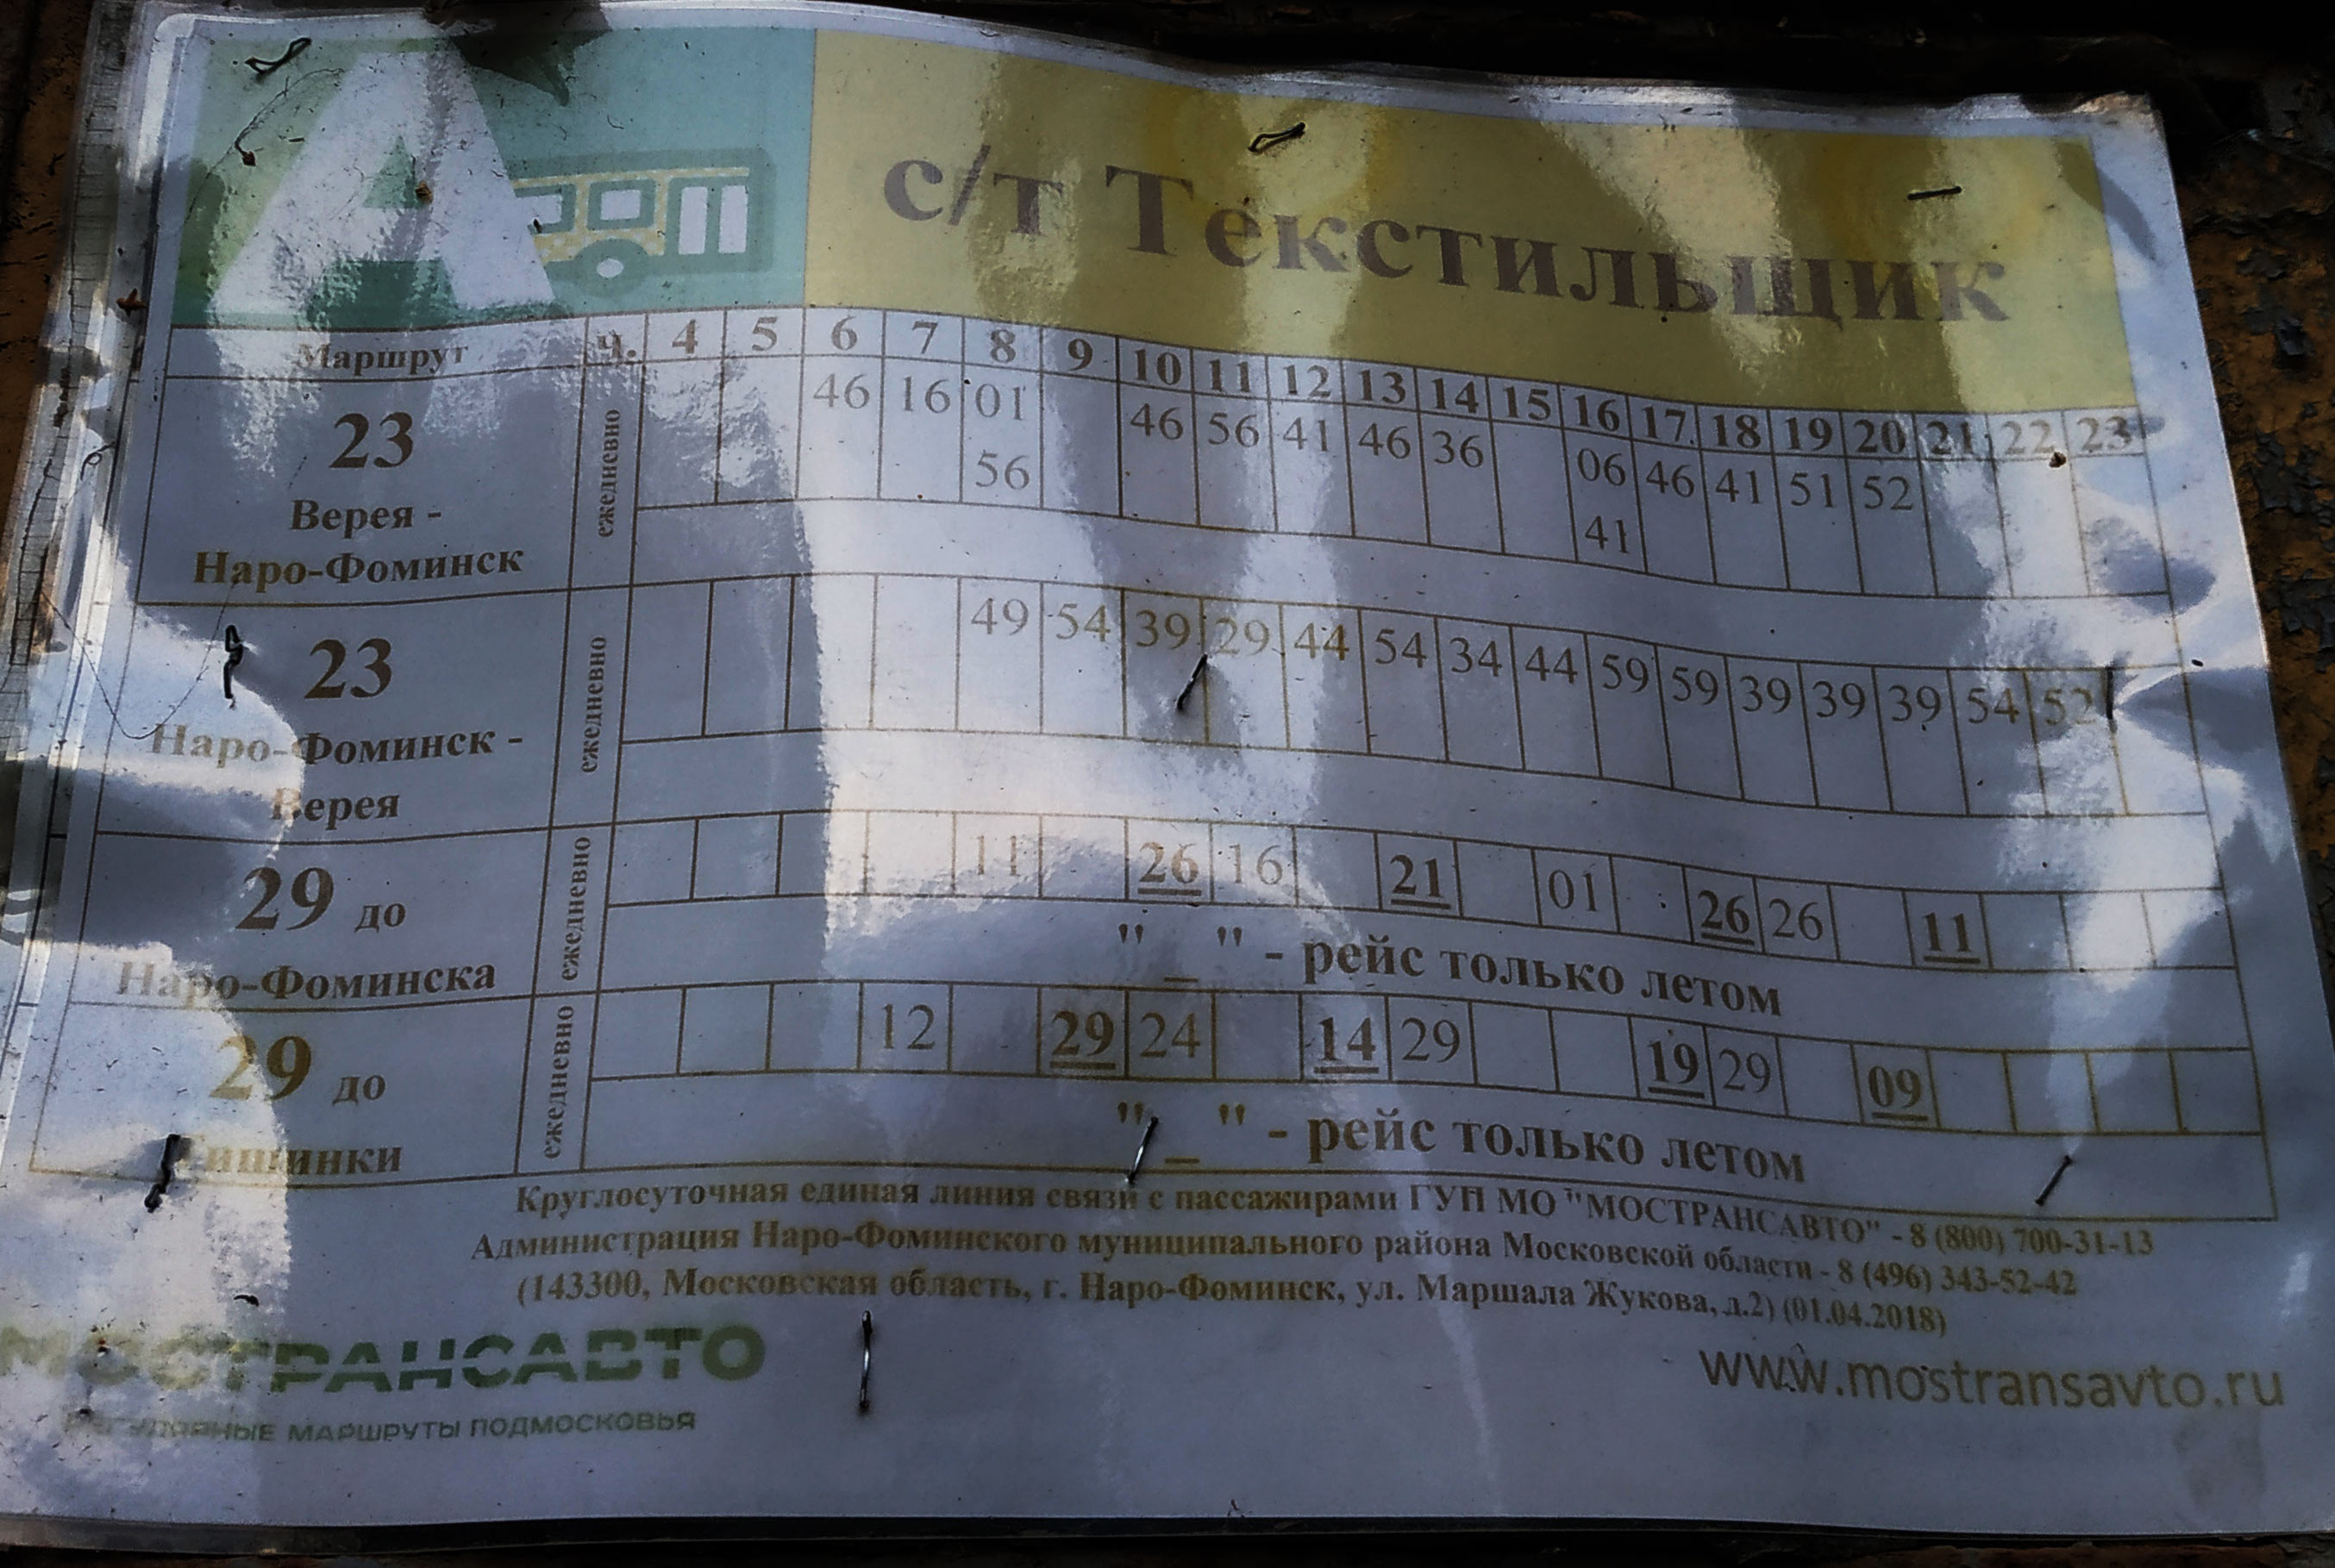 А
с/т Текстильщик
Маршрут ч. 4 5 6 7 8 9 10 11 12 13 14 15 16 17 18 19 20 21 22 23
23
Верея -
Наро-Фоминск
ежедневно
46 16 01 46 56 41 46 36 06 46 41 51 52
56 41
23
Наро-Фоминск -
Верея
ежедневно
49 54 39 29 44 54 34 44 59 59 39 39 39 54 52
29 до
Наро-Фоминска
ежедневно
11 26 16 21 01 26 26 11
"_" - рейс только летом
29 до
ежедневно
12 29 24 14 29 19 29 09
"_" - рейс только летом
Круглосуточная единая линия связи с пассажирами ГУП МО "МОСТРАНСАВТО" - 8 (800) 700-31-13
Администрация Наро-Фоминского муниципального района Московской области - 8 (496) 343-52-42
(143300, Московская область, г. Наро-Фоминск, ул. Маршала Жукова, д.2) (01.04.2018)
МОСТРАНСАВТО
РЕГУЛЯРНЫЕ МАРШРУТЫ ПОДМОСКОВЬЯ
www.mostransavto.ru